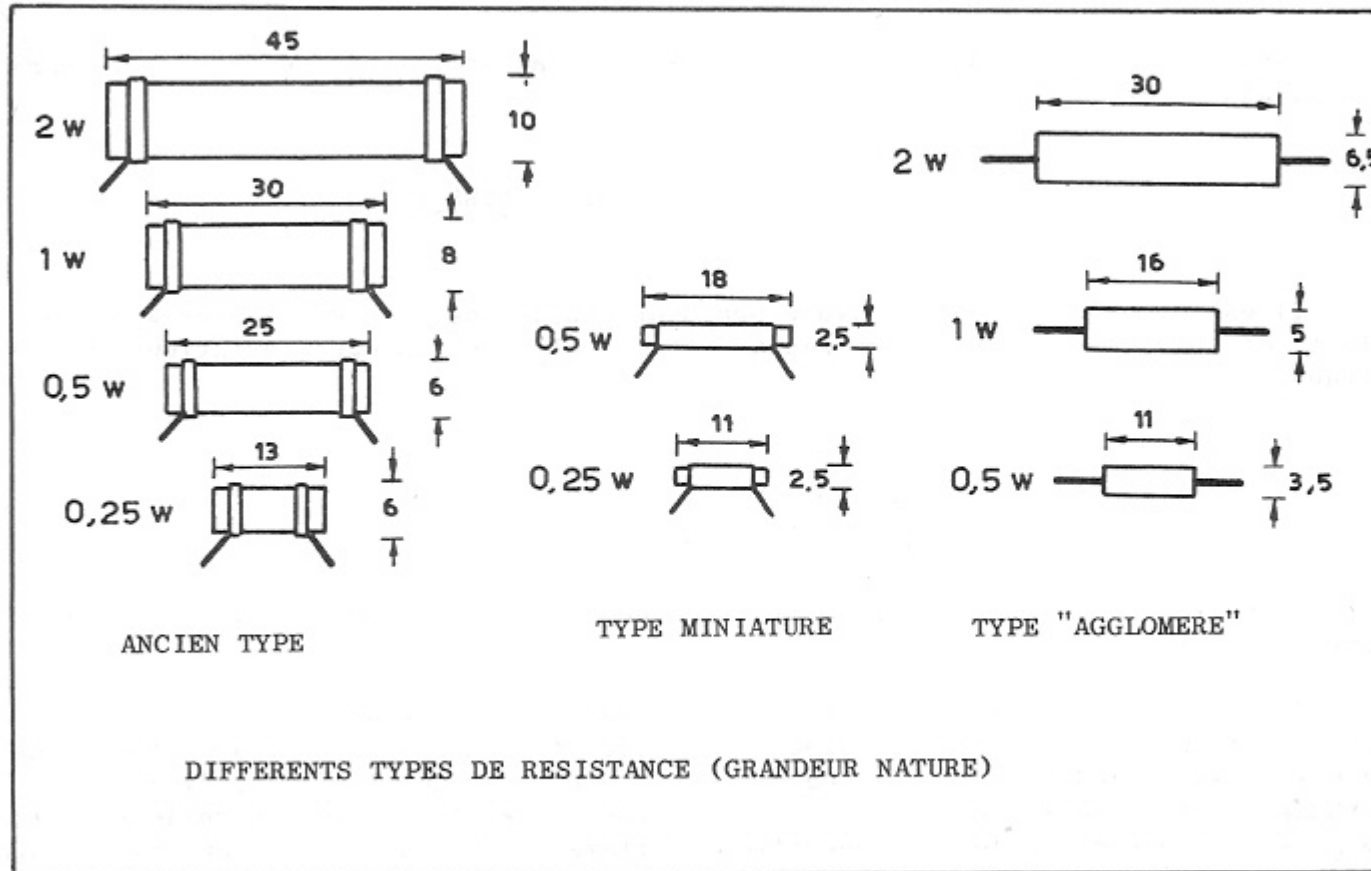 45
2 w
10
30
1 w
8
25
0,5 w
6
13
0,25 w
6
ANCIEN TYPE
18
0,5 w
2,5
11
0,25 w
2,5
TYPE MINIATURE
30
2 w
6,5
16
1 w
5
11
0,5 w
3,5
TYPE "AGGLOMERE"
DIFFERENTS TYPES DE RESISTANCE (GRANDEUR NATURE)